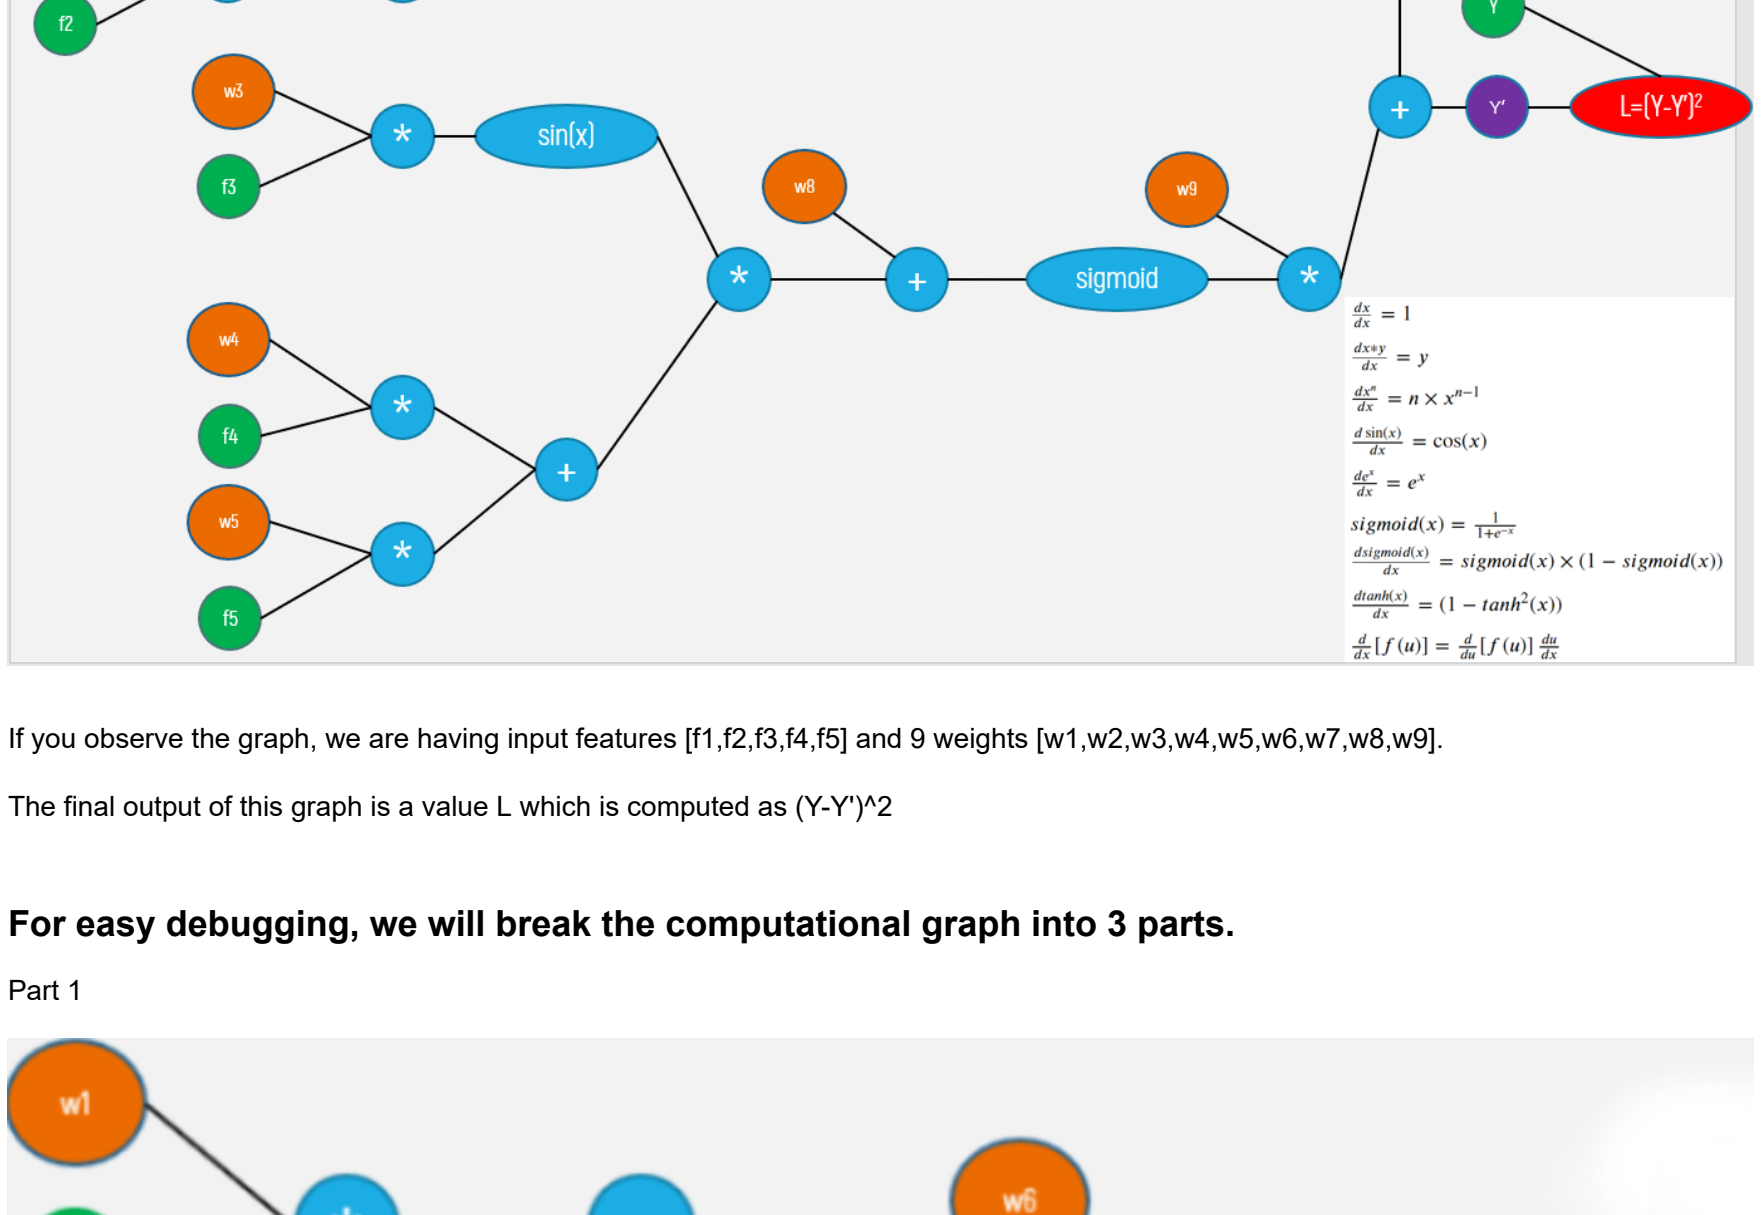 f2
Y
w3
*
sin(x)
+
Y'
L=(Y-Y')2
f3
w8
w9
*
+
sigmoid
*
w4
*
f4
+
w5
*
f5
dx/dx = 1
dx*y/dx = y
dxⁿ/dx = n × xⁿ⁻¹
d sin(x)/dx = cos(x)
deˣ/dx = eˣ
sigmoid(x) = 1/1+e⁻ˣ
dsigmoid(x)/dx = sigmoid(x) × (1 − sigmoid(x))
dtanh(x)/dx = (1 − tanh²(x))
d/dx [f (u)] = d/du [f (u)] du/dx
If you observe the graph, we are having input features [f1,f2,f3,f4,f5] and 9 weights [w1,w2,w3,w4,w5,w6,w7,w8,w9].
The final output of this graph is a value L which is computed as (Y-Y')^2
For easy debugging, we will break the computational graph into 3 parts.
Part 1
w1
w6